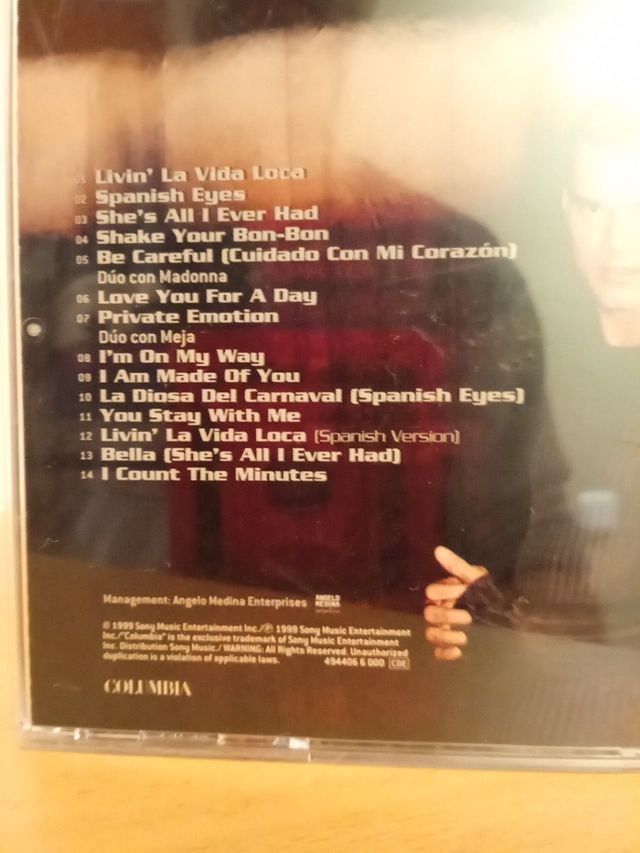 01 Livin' La Vida Loca
02 Spanish Eyes
03 She's All I Ever Had
04 Shake Your Bon-Bon
05 Be Careful (Cuidado Con Mi Corazón)
Dúo con Madonna
06 Love You For A Day
07 Private Emotion
Dúo con Meja
08 I'm On My Way
09 I Am Made Of You
10 La Diosa Del Carnaval (Spanish Eyes)
11 You Stay With Me
12 Livin' La Vida Loca (Spanish Version)
13 Bella (She's All I Ever Had)
14 I Count The Minutes
Management: Angelo Medina Enterprises
ANGELO
MEDINA
© 1999 Sony Music Entertainment Inc./℗ 1999 Sony Music Entertainment
Inc./"Columbia" is the exclusive trademark of Sony Music Entertainment
Inc. Distribution Sony Music./ WARNING: All Rights Reserved. Unauthorized
duplication is a violation of applicable laws.
494406 6 000 CDE
COLUMBIA